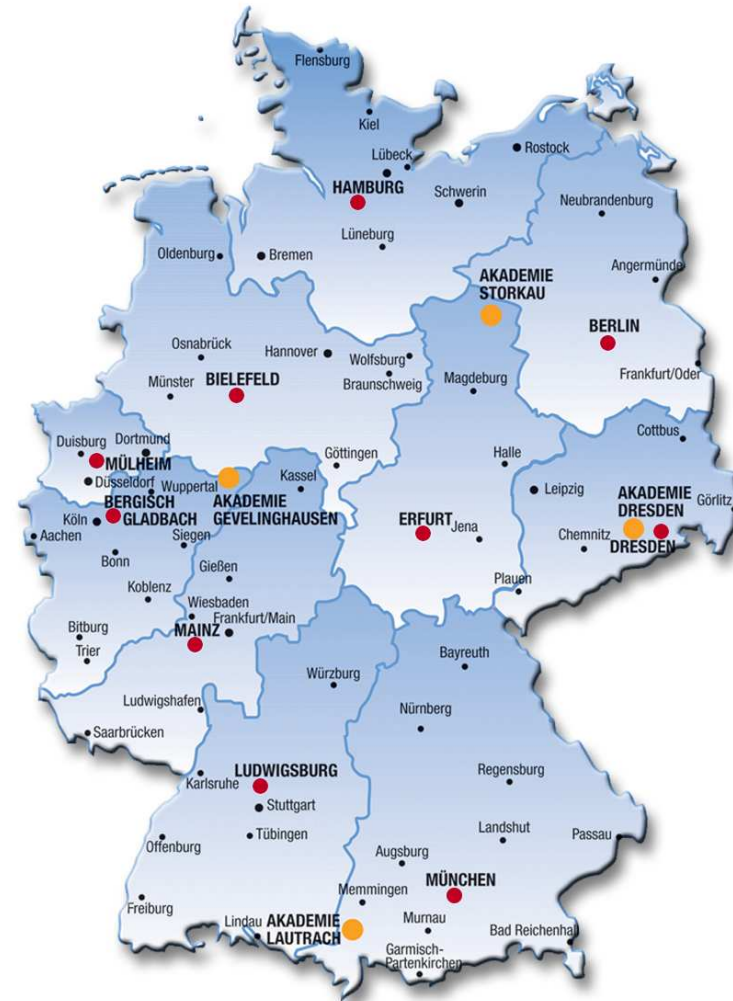 Flensburg
Kiel
Lübeck
Rostock
HAMBURG
Schwerin
Neubrandenburg
Lüneburg
Oldenburg
Bremen
AKADEMIE
STORKAU
Angermünde
BERLIN
Osnabrück
Hannover
Wolfsburg
Frankfurt/Oder
BIELEFELD
Münster
Braunschweig
Magdeburg
Duisburg
Dortmund
Göttingen
Halle
Cottbus
MÜLHEIM
Düsseldorf
Wuppertal
Kassel
Leipzig
AKADEMIE
DRESDEN
Görlitz
BERGISCH
GLADBACH
AKADEMIE
GEVELINGHAUSEN
Köln
Aachen
Siegen
ERFURT
Jena
Chemnitz
DRESDEN
Bonn
Gießen
Koblenz
Plauen
Wiesbaden
Frankfurt/Main
Bitburg
MAINZ
Trier
Würzburg
Bayreuth
Ludwigshafen
Nürnberg
Saarbrücken
LUDWIGSBURG
Karlsruhe
Regensburg
Stuttgart
Offenburg
Tübingen
Landshut
Passau
Augsburg
MÜNCHEN
Memmingen
Freiburg
Lindau
AKADEMIE
LAUTRACH
Murnau
Bad Reichenhall
Garmisch-
Partenkirchen